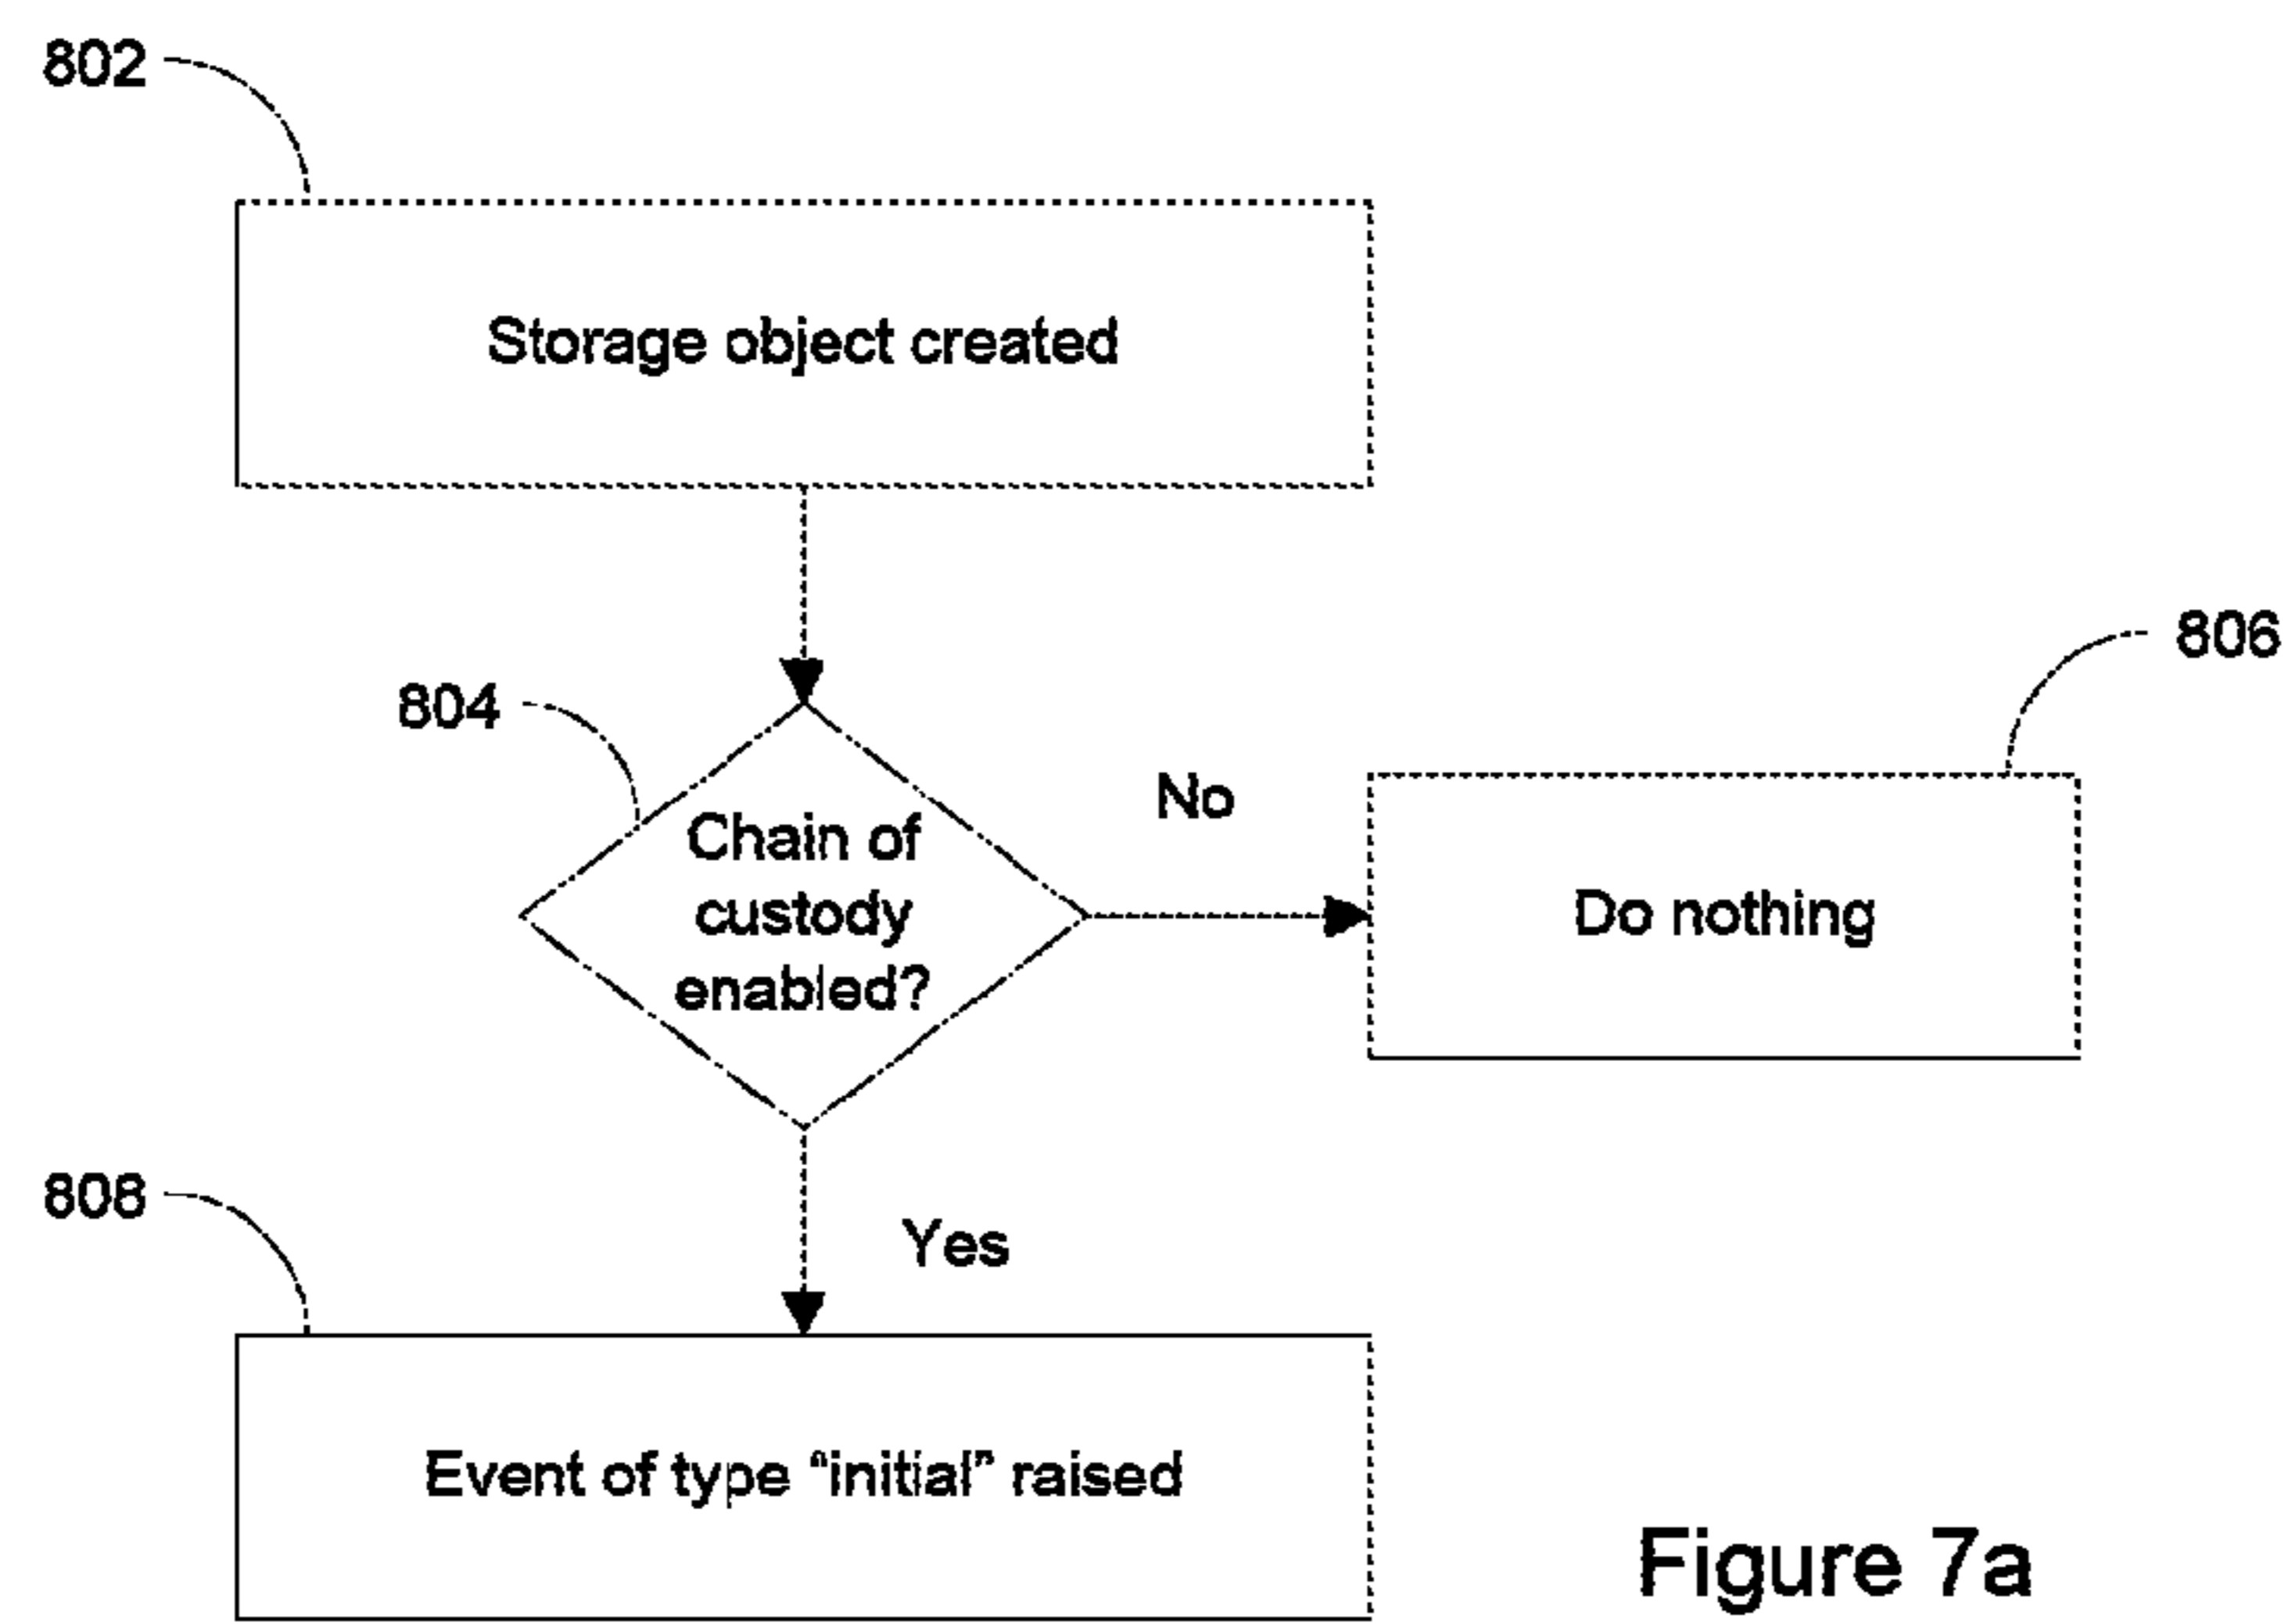 802
Storage object created
804
Chain of
custody
enabled?
No
806
Do nothing
808
Yes
Event of type “initial” raised
Figure 7a